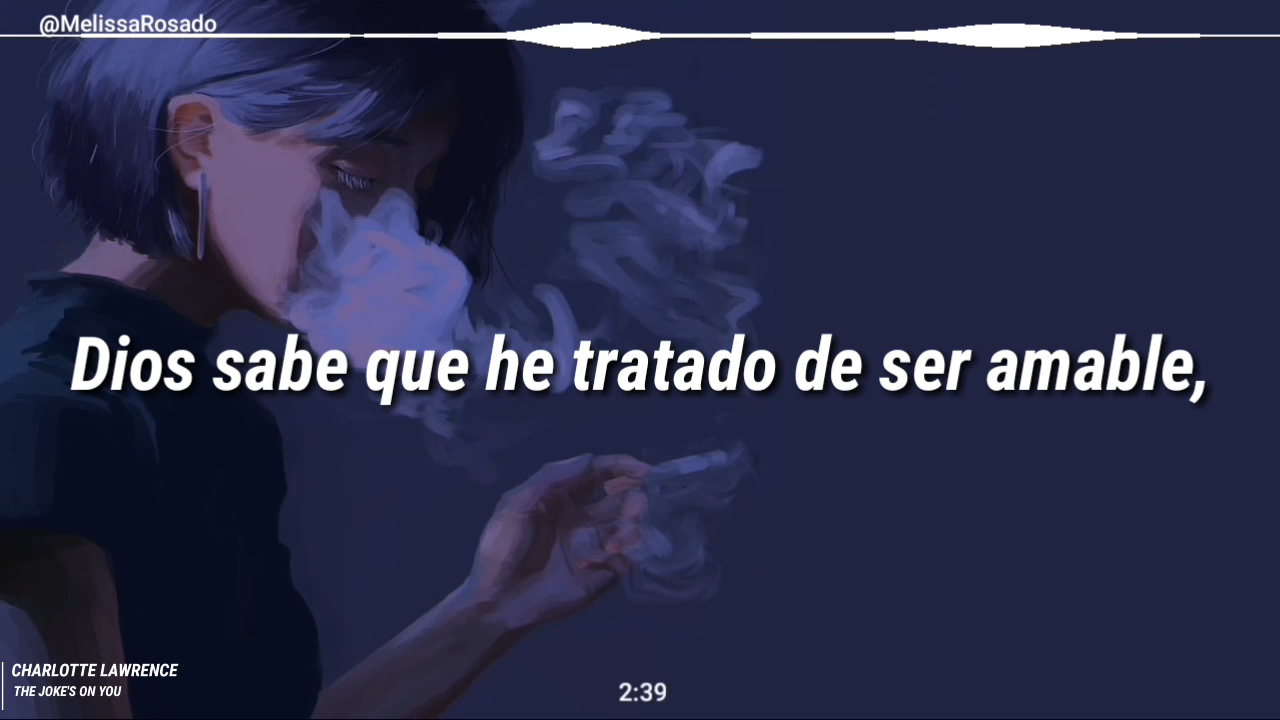 @MelissaRosado
Dios sabe que he tratado de ser amable,
CHARLOTTE LAWRENCE
THE JOKE'S ON YOU
2:39